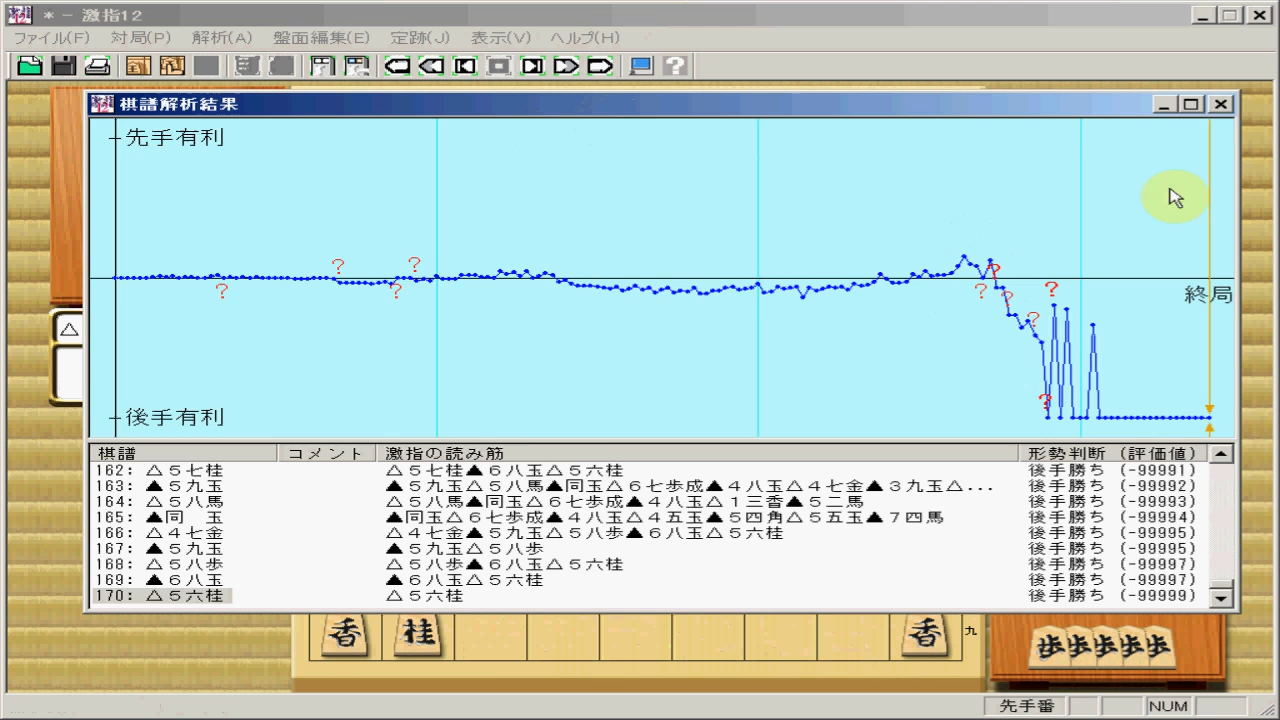 * - 激指12
ファイル(F) 対局(P) 解析(A) 盤面編集(E) 定跡(J) 表示(V) ヘルプ(H)
棋譜解析結果
先手有利
? ? ? ? ? ? ? ? ? ?
終局
△
後手有利
棋譜 コメント 激指の読み筋 形勢判断 (評価値)
162: △５七桂 △５七桂▲６八玉△５六桂 後手勝ち (-99991)
163: ▲５九玉 ▲５九玉△５八馬▲同玉△６七歩成▲４八玉△４七金▲３九玉△... 後手勝ち (-99992)
164: △５八馬 △５八馬▲同玉△６七歩成▲４八玉△１三香▲５二馬 後手勝ち (-99993)
165: ▲同　玉 ▲同玉△６七歩成▲４八玉△４五玉▲５四角△５五玉▲７四馬 後手勝ち (-99994)
166: △４七金 △４七金▲５九玉△５八歩▲６八玉△５六桂 後手勝ち (-99995)
167: ▲５九玉 ▲５九玉△５八歩 後手勝ち (-99995)
168: △５八歩 △５八歩▲６八玉△５六桂 後手勝ち (-99997)
169: ▲６八玉 ▲６八玉△５六桂 後手勝ち (-99997)
170: △５六桂 △５六桂 後手勝ち (-99999)
香 桂 香 九 歩 歩 歩 歩 歩
先手番 NUM